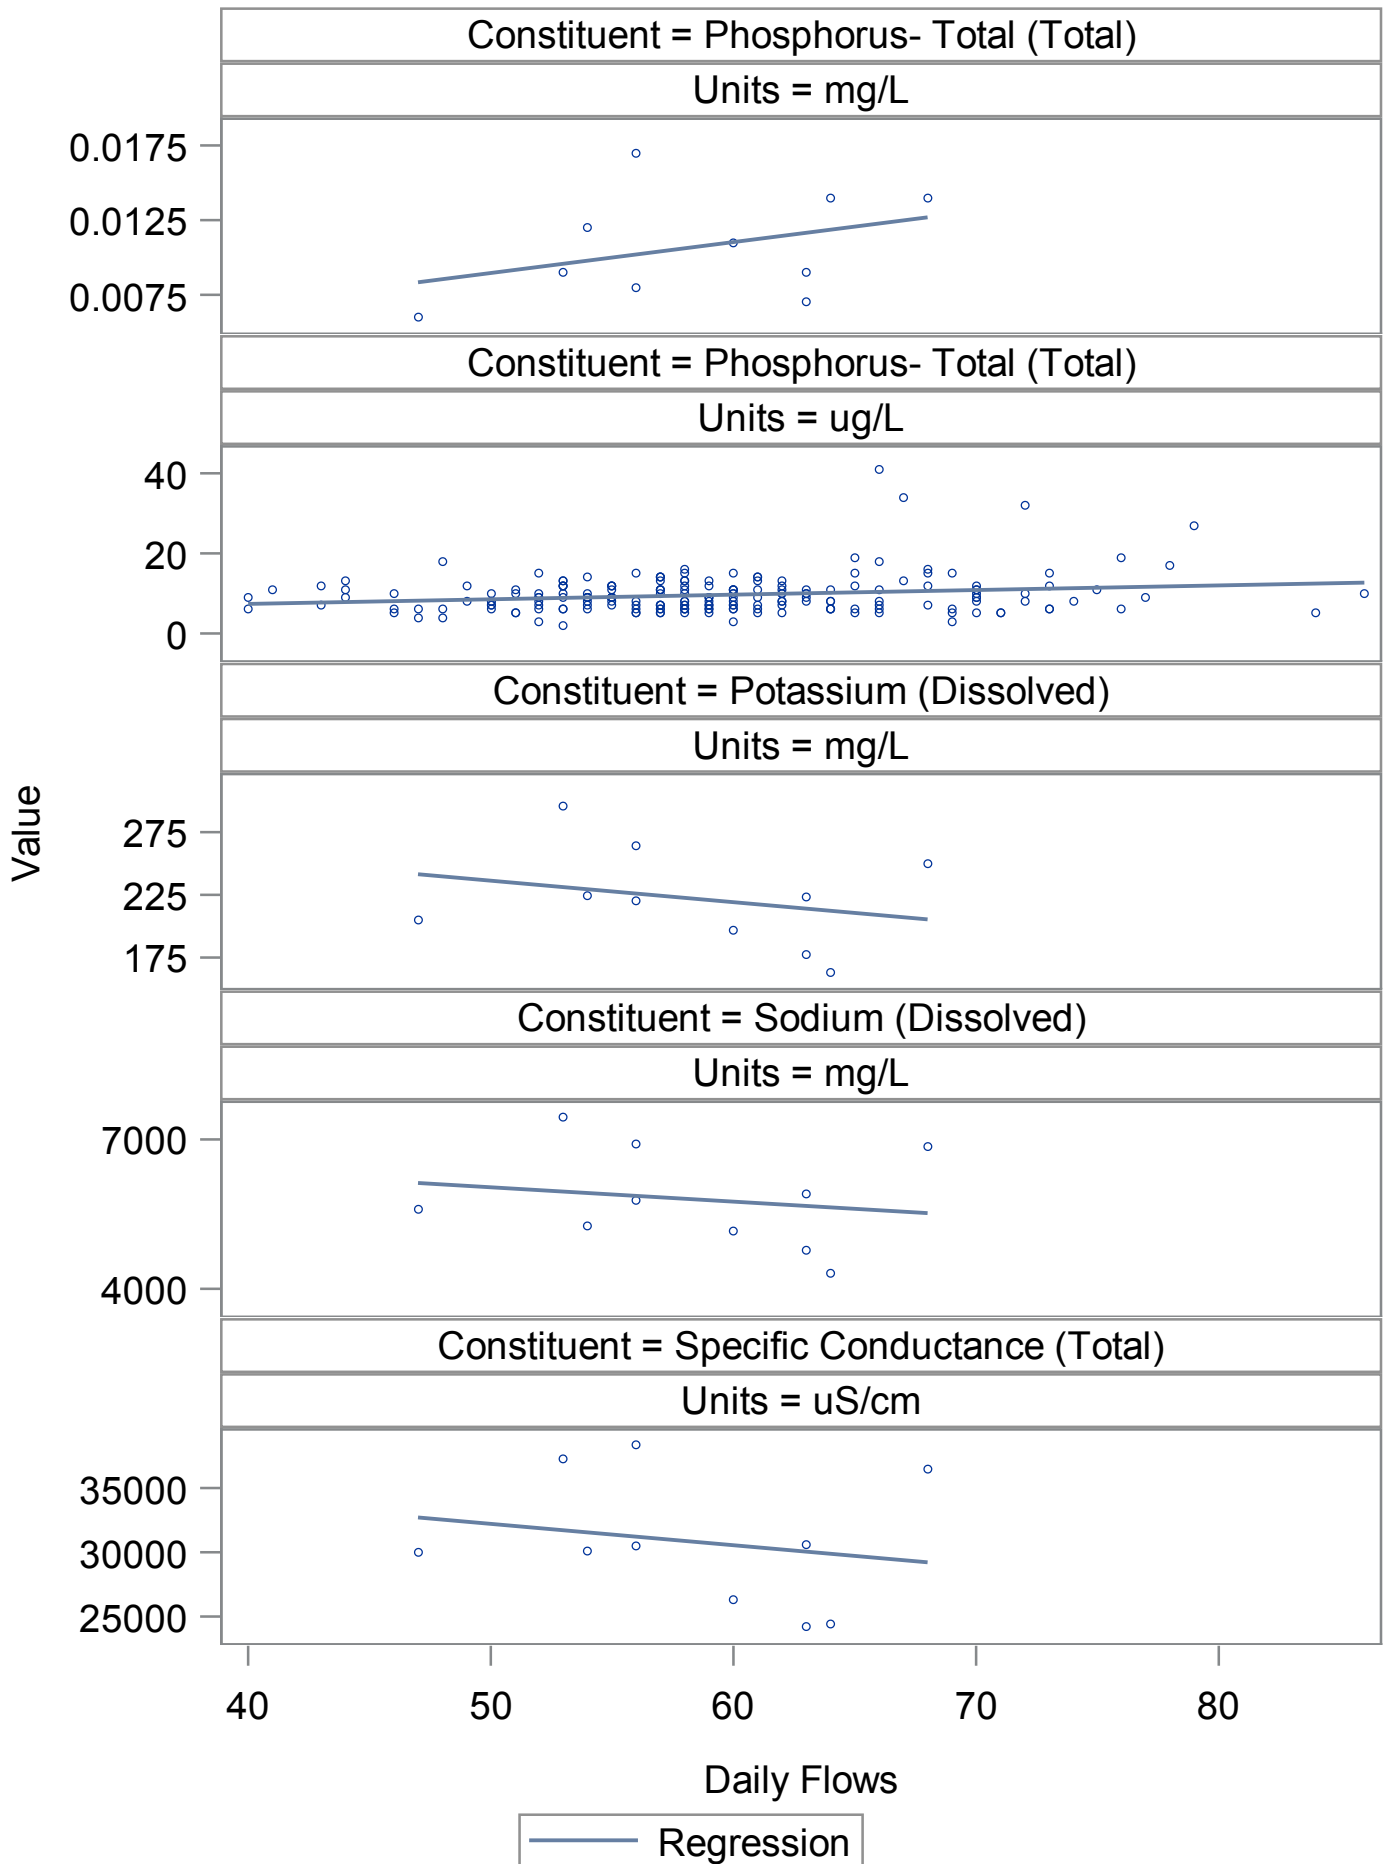 Constituent = Phosphorus- Total (Total)
Units = mg/L
0.0175
0.0125
0.0075
Constituent = Phosphorus- Total (Total)
Units = ug/L
40
20
0
Constituent = Potassium (Dissolved)
Units = mg/L
Value
275
225
175
Constituent = Sodium (Dissolved)
Units = mg/L
7000
4000
Constituent = Specific Conductance (Total)
Units = uS/cm
35000
30000
25000
40 50 60 70 80
Daily Flows
Regression